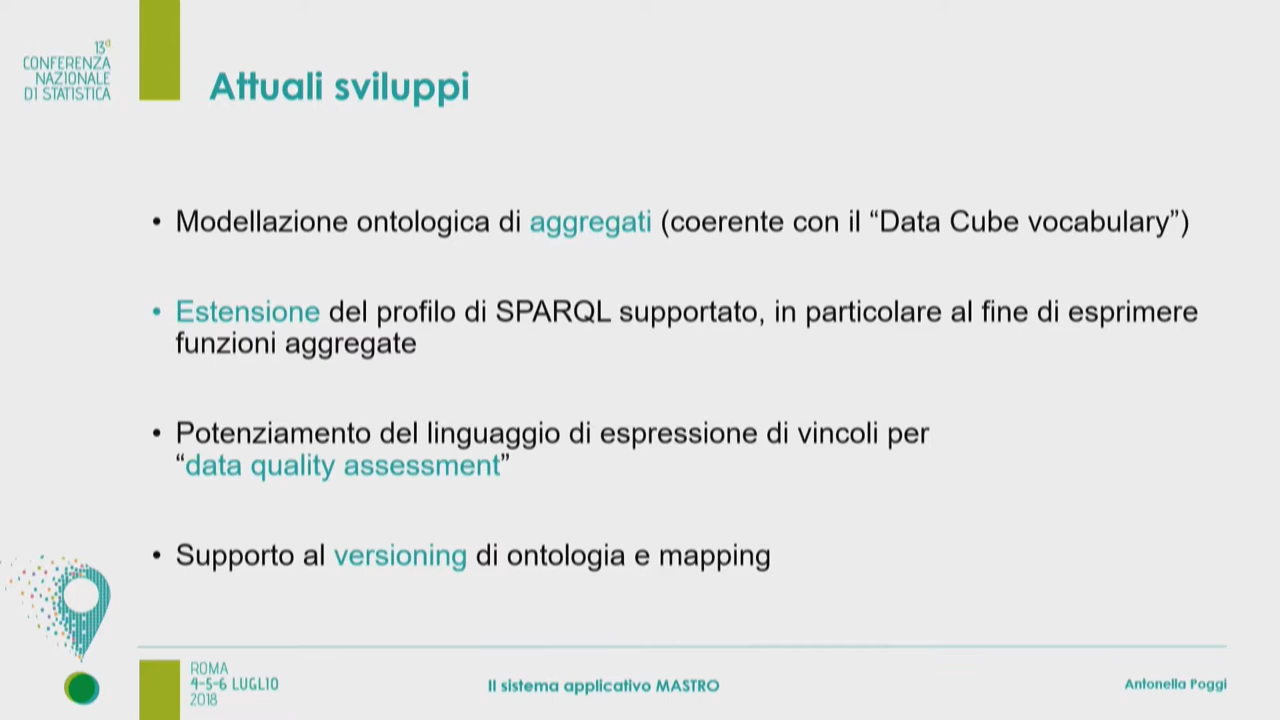 13ª
CONFERENZA
NAZIONALE
DI STATISTICA
Attuali sviluppi
• Modellazione ontologica di aggregati (coerente con il “Data Cube vocabulary”)
• Estensione del profilo di SPARQL supportato, in particolare al fine di esprimere
funzioni aggregate
• Potenziamento del linguaggio di espressione di vincoli per
“data quality assessment”
• Supporto al versioning di ontologia e mapping
ROMA
4-5-6 LUGLIO
2018
Il sistema applicativo MASTRO
Antonella Poggi